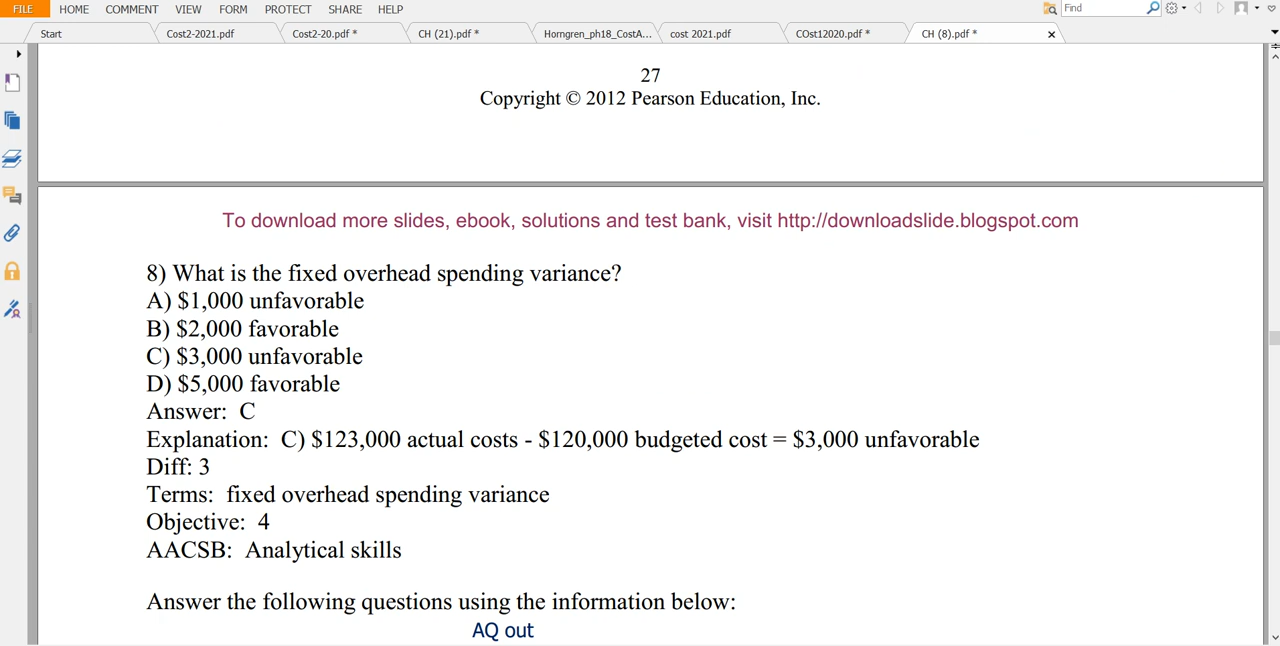 FILE HOME COMMENT VIEW FORM PROTECT SHARE HELP Find
Start Cost2-2021.pdf Cost2-20.pdf * CH (21).pdf * Horngren_ph18_CostA... cost 2021.pdf COst12020.pdf * CH (8).pdf *
27
Copyright © 2012 Pearson Education, Inc.
To download more slides, ebook, solutions and test bank, visit http://downloadslide.blogspot.com
8) What is the fixed overhead spending variance?
A) $1,000 unfavorable
B) $2,000 favorable
C) $3,000 unfavorable
D) $5,000 favorable
Answer: C
Explanation: C) $123,000 actual costs - $120,000 budgeted cost = $3,000 unfavorable
Diff: 3
Terms: fixed overhead spending variance
Objective: 4
AACSB: Analytical skills
Answer the following questions using the information below:
AQ out